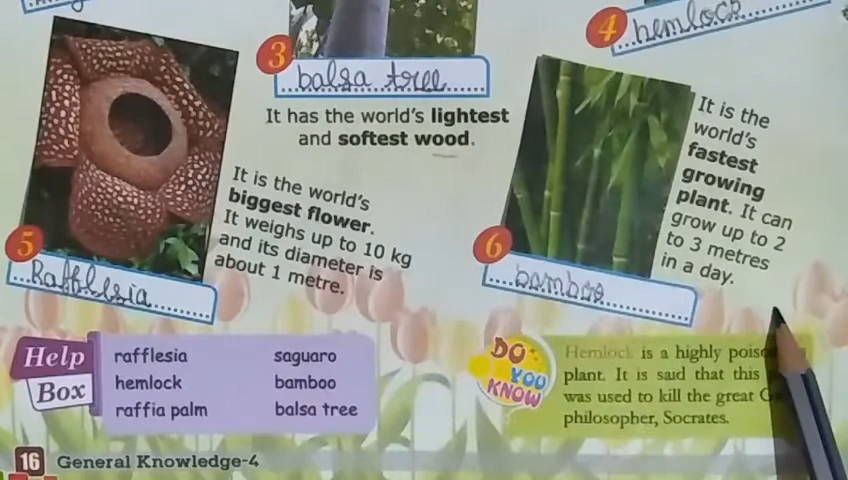 3
balsa tree
It has the world's lightest
and softest wood.
4
hemlock
5
Rafflesia
It is the world's
biggest flower.
It weighs up to 10 kg
and its diameter is
about 1 metre.
6
bamboo
It is the
world's
fastest
growing
plant. It can
grow up to 2
to 3 metres
in a day.
Help
Box
rafflesia saguaro
hemlock bamboo
raffia palm balsa tree
DO
YOU
KNOW
Hemlock is a highly
plant. It is said that this
was used to kill the great
philosopher, Socrates.
16 General Knowledge-4